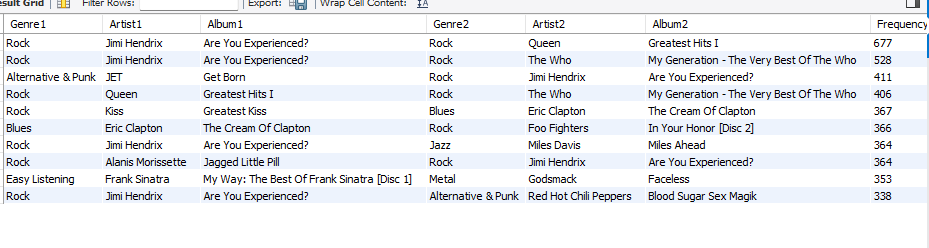 Result Grid Filter Rows: Export: Wrap Cell Content: IA
Genre1 Artist1 Album1 Genre2 Artist2 Album2 Frequency
Rock Jimi Hendrix Are You Experienced? Rock Queen Greatest Hits I 677
Rock Jimi Hendrix Are You Experienced? Rock The Who My Generation - The Very Best Of The Who 528
Alternative & Punk JET Get Born Rock Jimi Hendrix Are You Experienced? 411
Rock Queen Greatest Hits I Rock The Who My Generation - The Very Best Of The Who 406
Rock Kiss Greatest Kiss Blues Eric Clapton The Cream Of Clapton 367
Blues Eric Clapton The Cream Of Clapton Rock Foo Fighters In Your Honor [Disc 2] 366
Rock Jimi Hendrix Are You Experienced? Jazz Miles Davis Miles Ahead 364
Rock Alanis Morissette Jagged Little Pill Rock Jimi Hendrix Are You Experienced? 364
Easy Listening Frank Sinatra My Way: The Best Of Frank Sinatra [Disc 1] Metal Godsmack Faceless 353
Rock Jimi Hendrix Are You Experienced? Alternative & Punk Red Hot Chili Peppers Blood Sugar Sex Magik 338